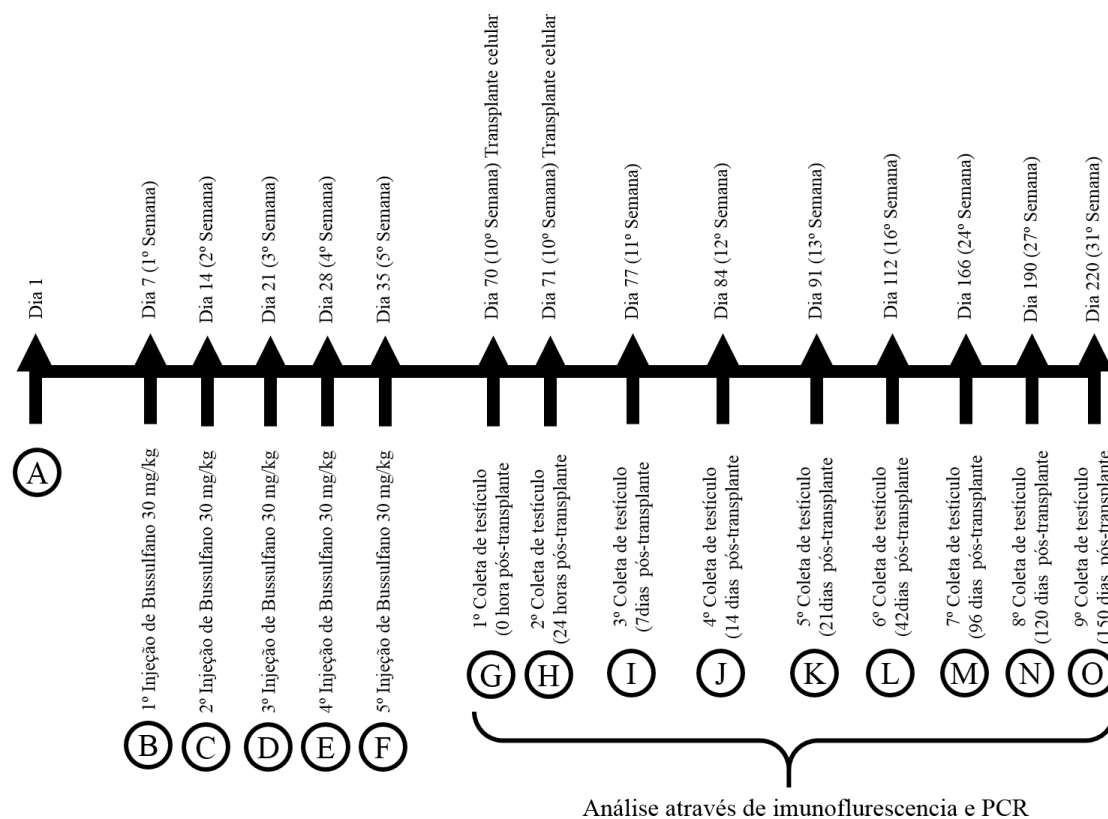 Dia 1
Dia 7 (1º Semana)
Dia 14 (2º Semana)
Dia 21 (3º Semana)
Dia 28 (4º Semana)
Dia 35 (5º Semana)
Dia 70 (10º Semana) Transplante celular
Dia 71 (10º Semana) Transplante celular
Dia 77 (11º Semana)
Dia 84 (12º Semana)
Dia 91 (13º Semana)
Dia 112 (16º Semana)
Dia 166 (24º Semana)
Dia 190 (27º Semana)
Dia 220 (31º Semana)
A
1º Injeção de Bussulfano 30 mg/kg
B
2º Injeção de Bussulfano 30 mg/kg
C
3º Injeção de Bussulfano 30 mg/kg
D
4º Injeção de Bussulfano 30 mg/kg
E
5º Injeção de Bussulfano 30 mg/kg
F
1º Coleta de testículo
(0 hora pós-transplante
G
2º Coleta de testículo
(24 horas pós-transplante
H
3º Coleta de testículo
(7dias pós-transplante
I
4º Coleta de testículo
(14 dias pós-transplante
J
5º Coleta de testículo
(21dias pós-transplante
K
6º Coleta de testículo
(42dias pós-transplante
L
7º Coleta de testículo
(96 dias pós-transplante
M
8º Coleta de testículo
(120 dias pós-transplante
N
9º Coleta de testículo
(150 dias pós-transplante
O
Análise através de imunoflurescencia e PCR